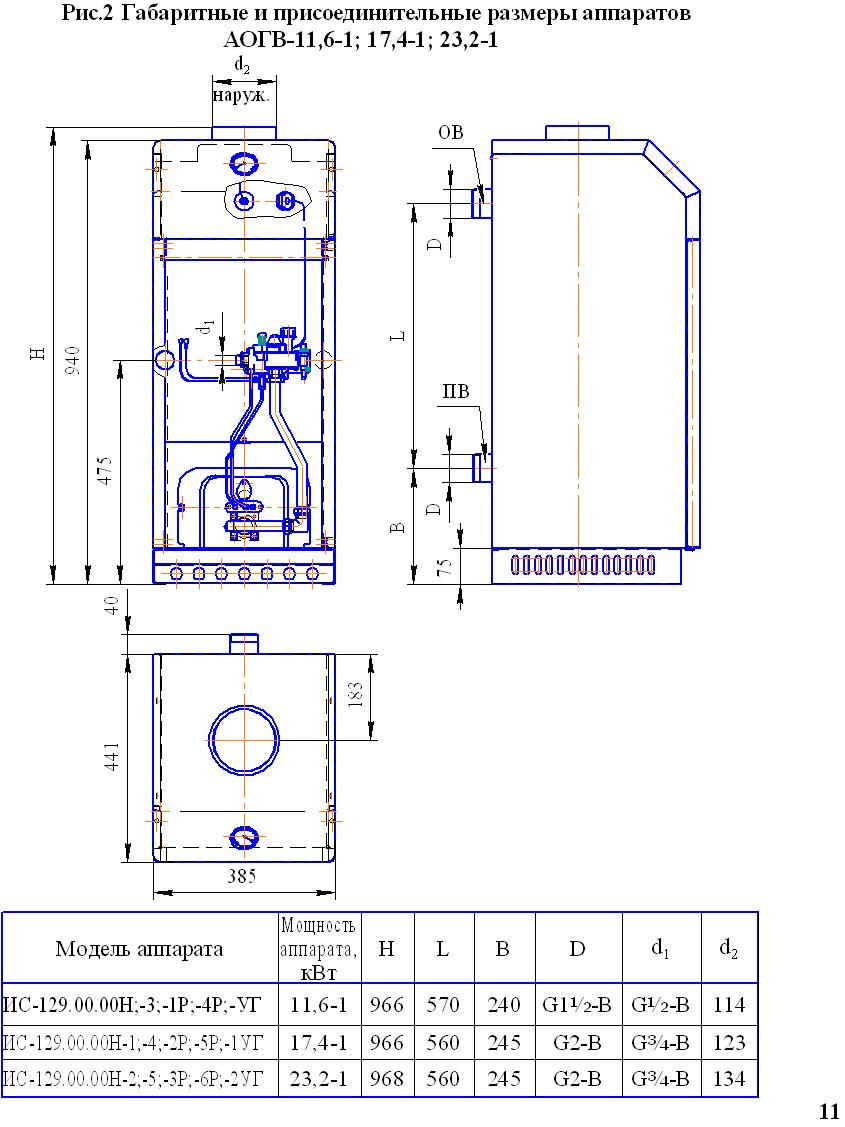 Рис.2 Габаритные и присоединительные размеры аппаратов
АОГВ-11,6-1; 17,4-1; 23,2-1
d2
наруж.
ОВ
D
d1
H
940
L
ПВ
475
D
B
75
40
183
441
385
Модель аппарата Мощность аппарата, кВт H L B D d1 d2
ИС-129.00.00Н;-3;-1Р;-4Р;-УГ 11,6-1 966 570 240 G1½-B G½-B 114
ИС-129.00.00Н-1;-4;-2Р;-5Р;-1УГ 17,4-1 966 560 245 G2-B G¾-B 123
ИС-129.00.00Н-2;-5;-3Р;-6Р;-2УГ 23,2-1 968 560 245 G2-B G¾-B 134
11